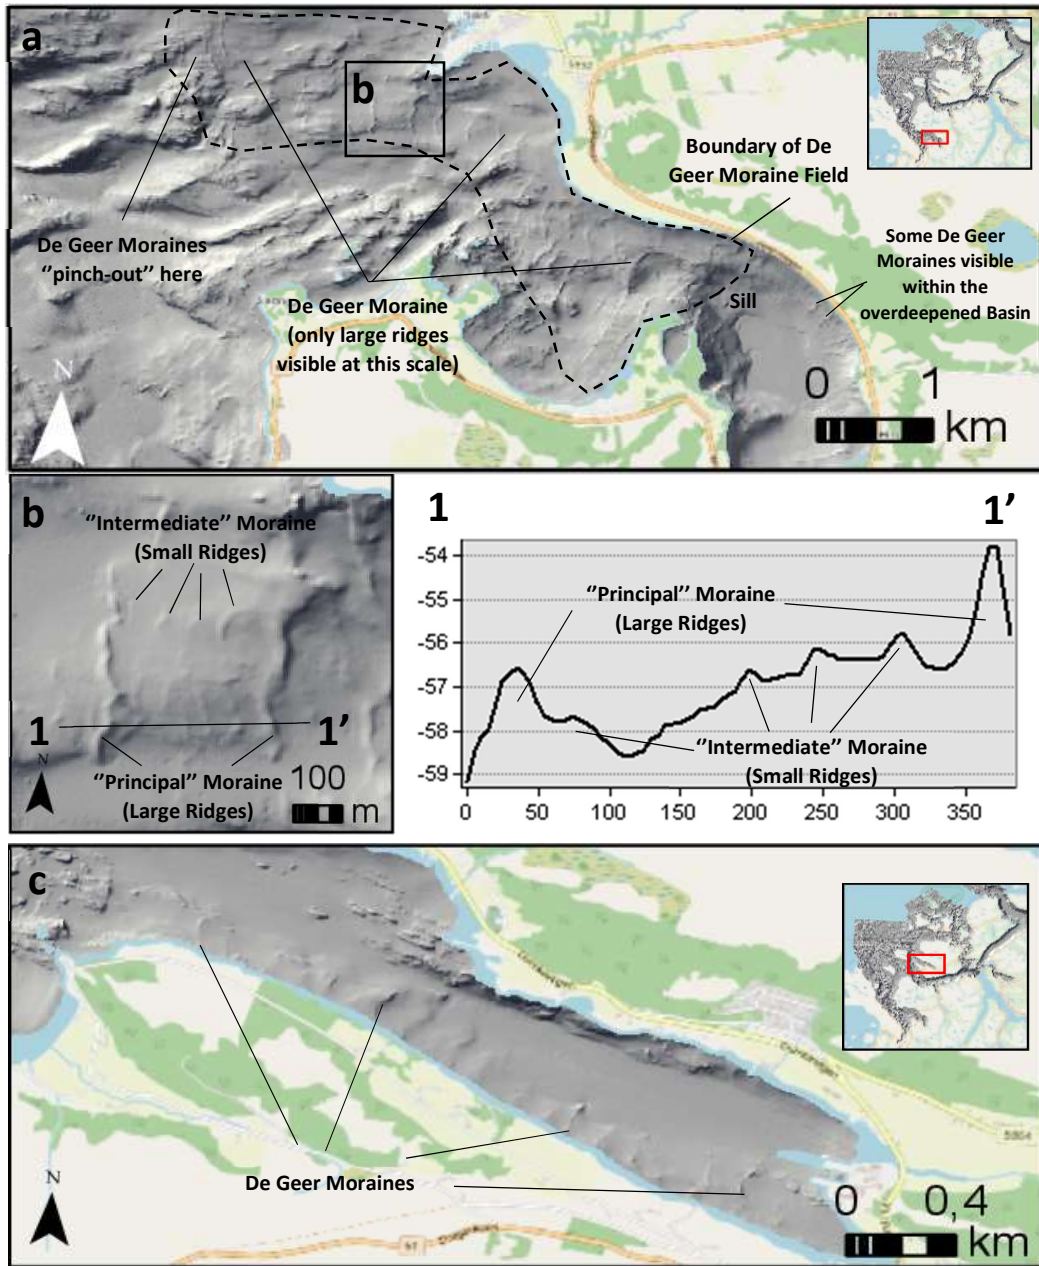 a
b
De Geer Moraines
‘’pinch-out’’ here
De Geer Moraine
(only large ridges
visible at this scale)
Boundary of De
Geer Moraine Field
Some De Geer
Moraines visible
within the
overdeepened Basin
Sill
N
0 1
km
b
‘’Intermediate’’ Moraine
(Small Ridges)
1 1’
‘’Principal’’ Moraine
(Large Ridges)
N
100
m
1 1’
-54
-55
-56
-57
-58
-59
0 50 100 150 200 250 300 350
‘’Principal’’ Moraine
(Large Ridges)
‘’Intermediate’’ Moraine
(Small Ridges)
c
De Geer Moraines
N
0 0,4
km